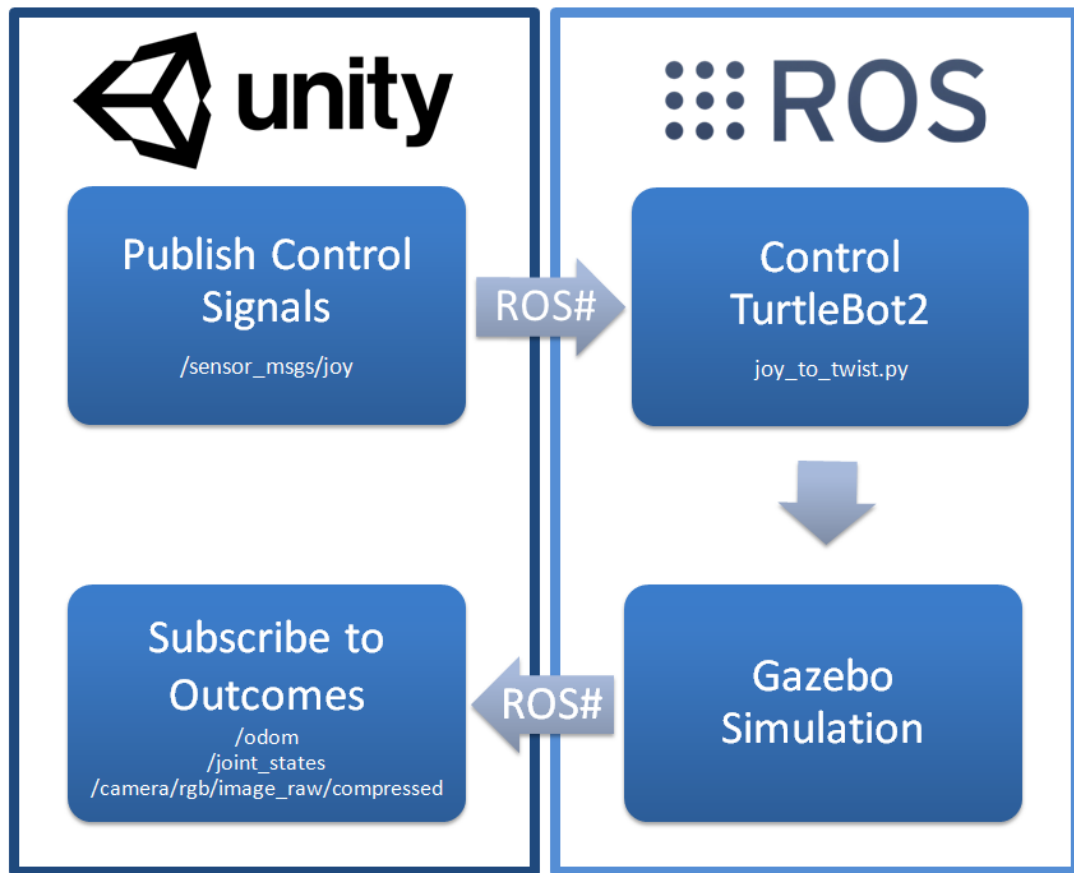 unity
ROS
Publish Control
Signals
/sensor_msgs/joy
ROS#
Control
TurtleBot2
joy_to_twist.py
Subscribe to
Outcomes
/odom
/joint_states
/camera/rgb/image_raw/compressed
ROS#
Gazebo
Simulation